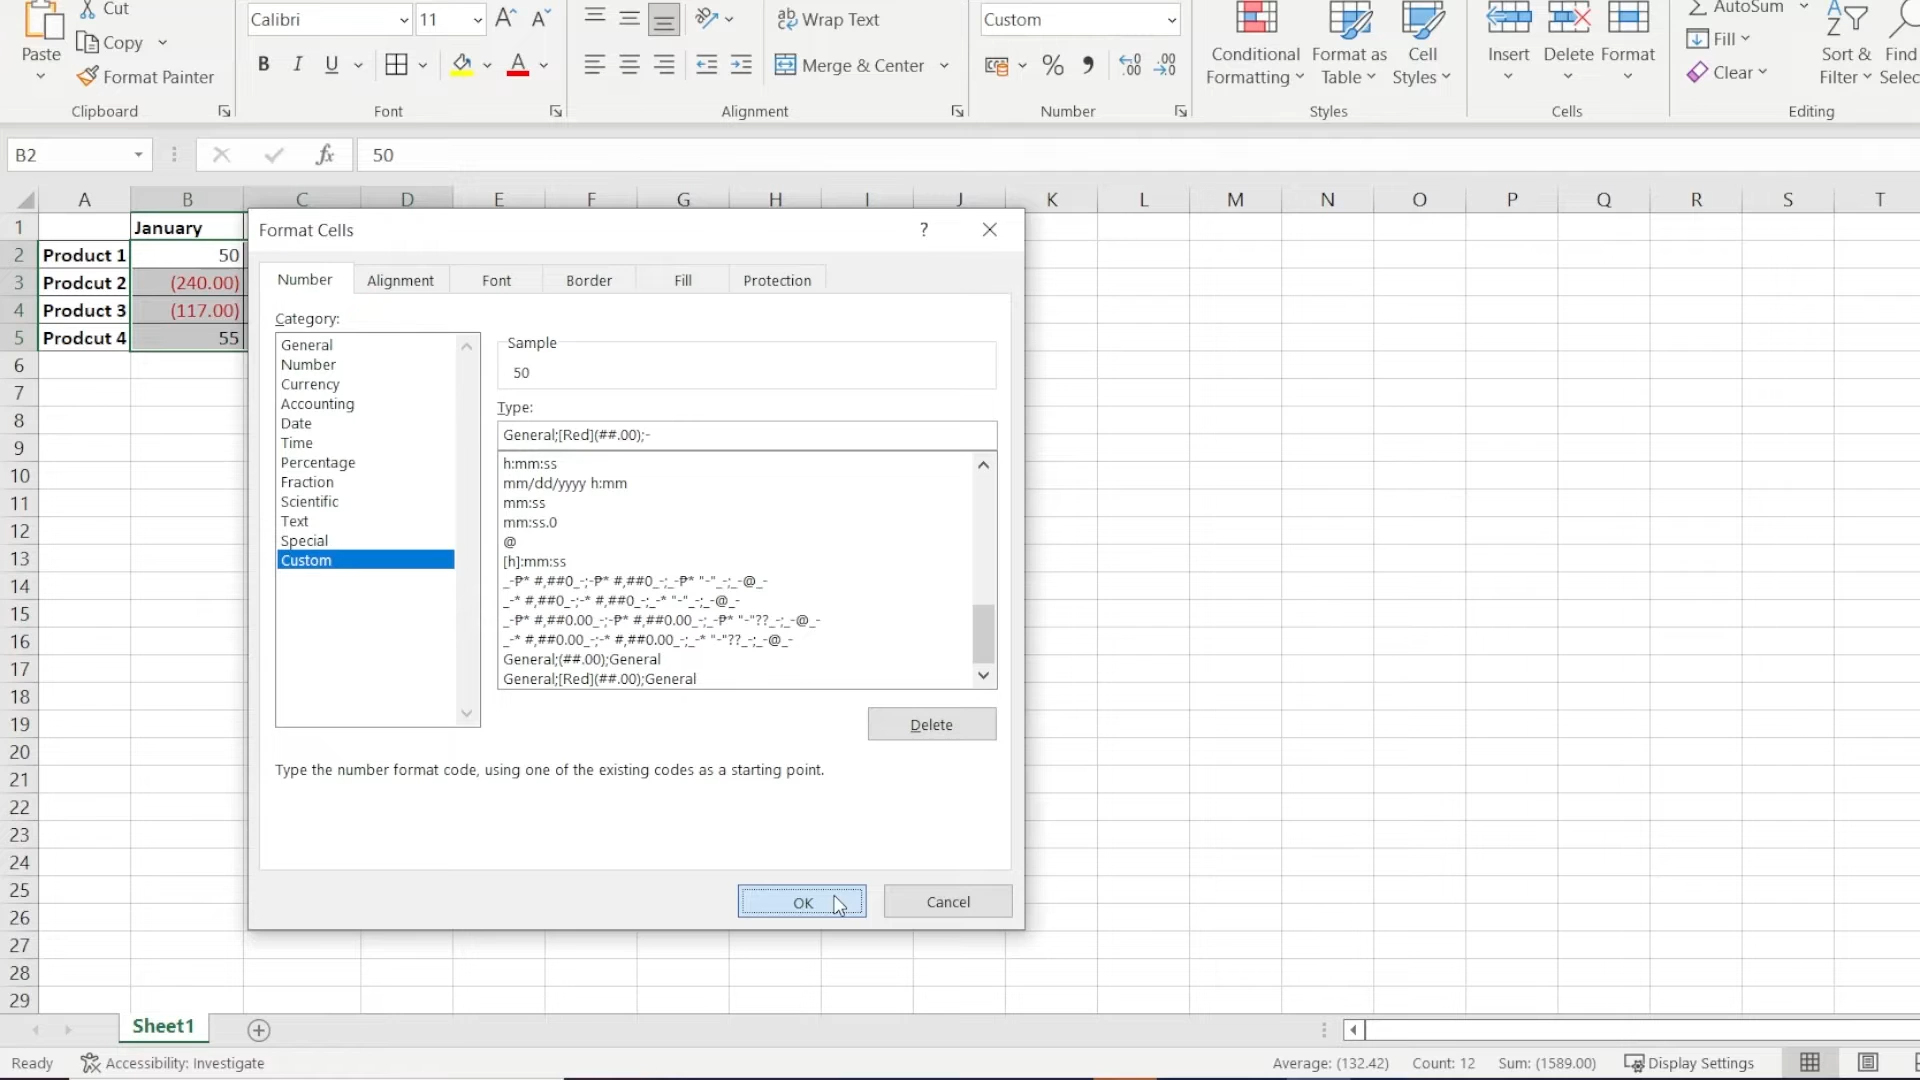 Cut
Paste
Copy
Format Painter
Clipboard
Calibri
11
A^
A
B
I
U
A
Font
ab Wrap Text
Merge & Center
Alignment
Custom
%
Number
Conditional
Formatting
Format as
Table
Cell
Styles
Styles
Insert
Delete
Format
Cells
AutoSum
Fill
Clear
Sort &
Filter
Find
Selec
Editing
B2
fx
50
A B C D E F G H I J K L M N O P Q R S T
1 January
2 Product 1 50
3 Prodcut 2 (240.00)
4 Product 3 (117.00)
5 Prodcut 4 55
6
7
8
9
10
11
12
13
14
15
16
17
18
19
20
21
22
23
24
25
26
27
28
29
Format Cells
?
Number Alignment Font Border Fill Protection
Category:
General
Number
Currency
Accounting
Date
Time
Percentage
Fraction
Scientific
Text
Special
Custom
Sample
50
Type:
General;[Red](##.00);-
h:mm:ss
mm/dd/yyyy h:mm
mm:ss
mm:ss.0
@
[h]:mm:ss
_-₱* #,##0_-;-₱* #,##0_-;_-₱* "-"_-;_-@_-
_-* #,##0_-;-* #,##0_-;_-* "-"_-;_-@_-
_-₱* #,##0.00_-;-₱* #,##0.00_-;_-₱* "-"??_-;_-@_-
_-* #,##0.00_-;-* #,##0.00_-;_-* "-"??_-;_-@_-
General;(##.00);General
General;[Red](##.00);General
Delete
Type the number format code, using one of the existing codes as a starting point.
OK
Cancel
Sheet1
Ready
Accessibility: Investigate
Average: (132.42)
Count: 12
Sum: (1589.00)
Display Settings